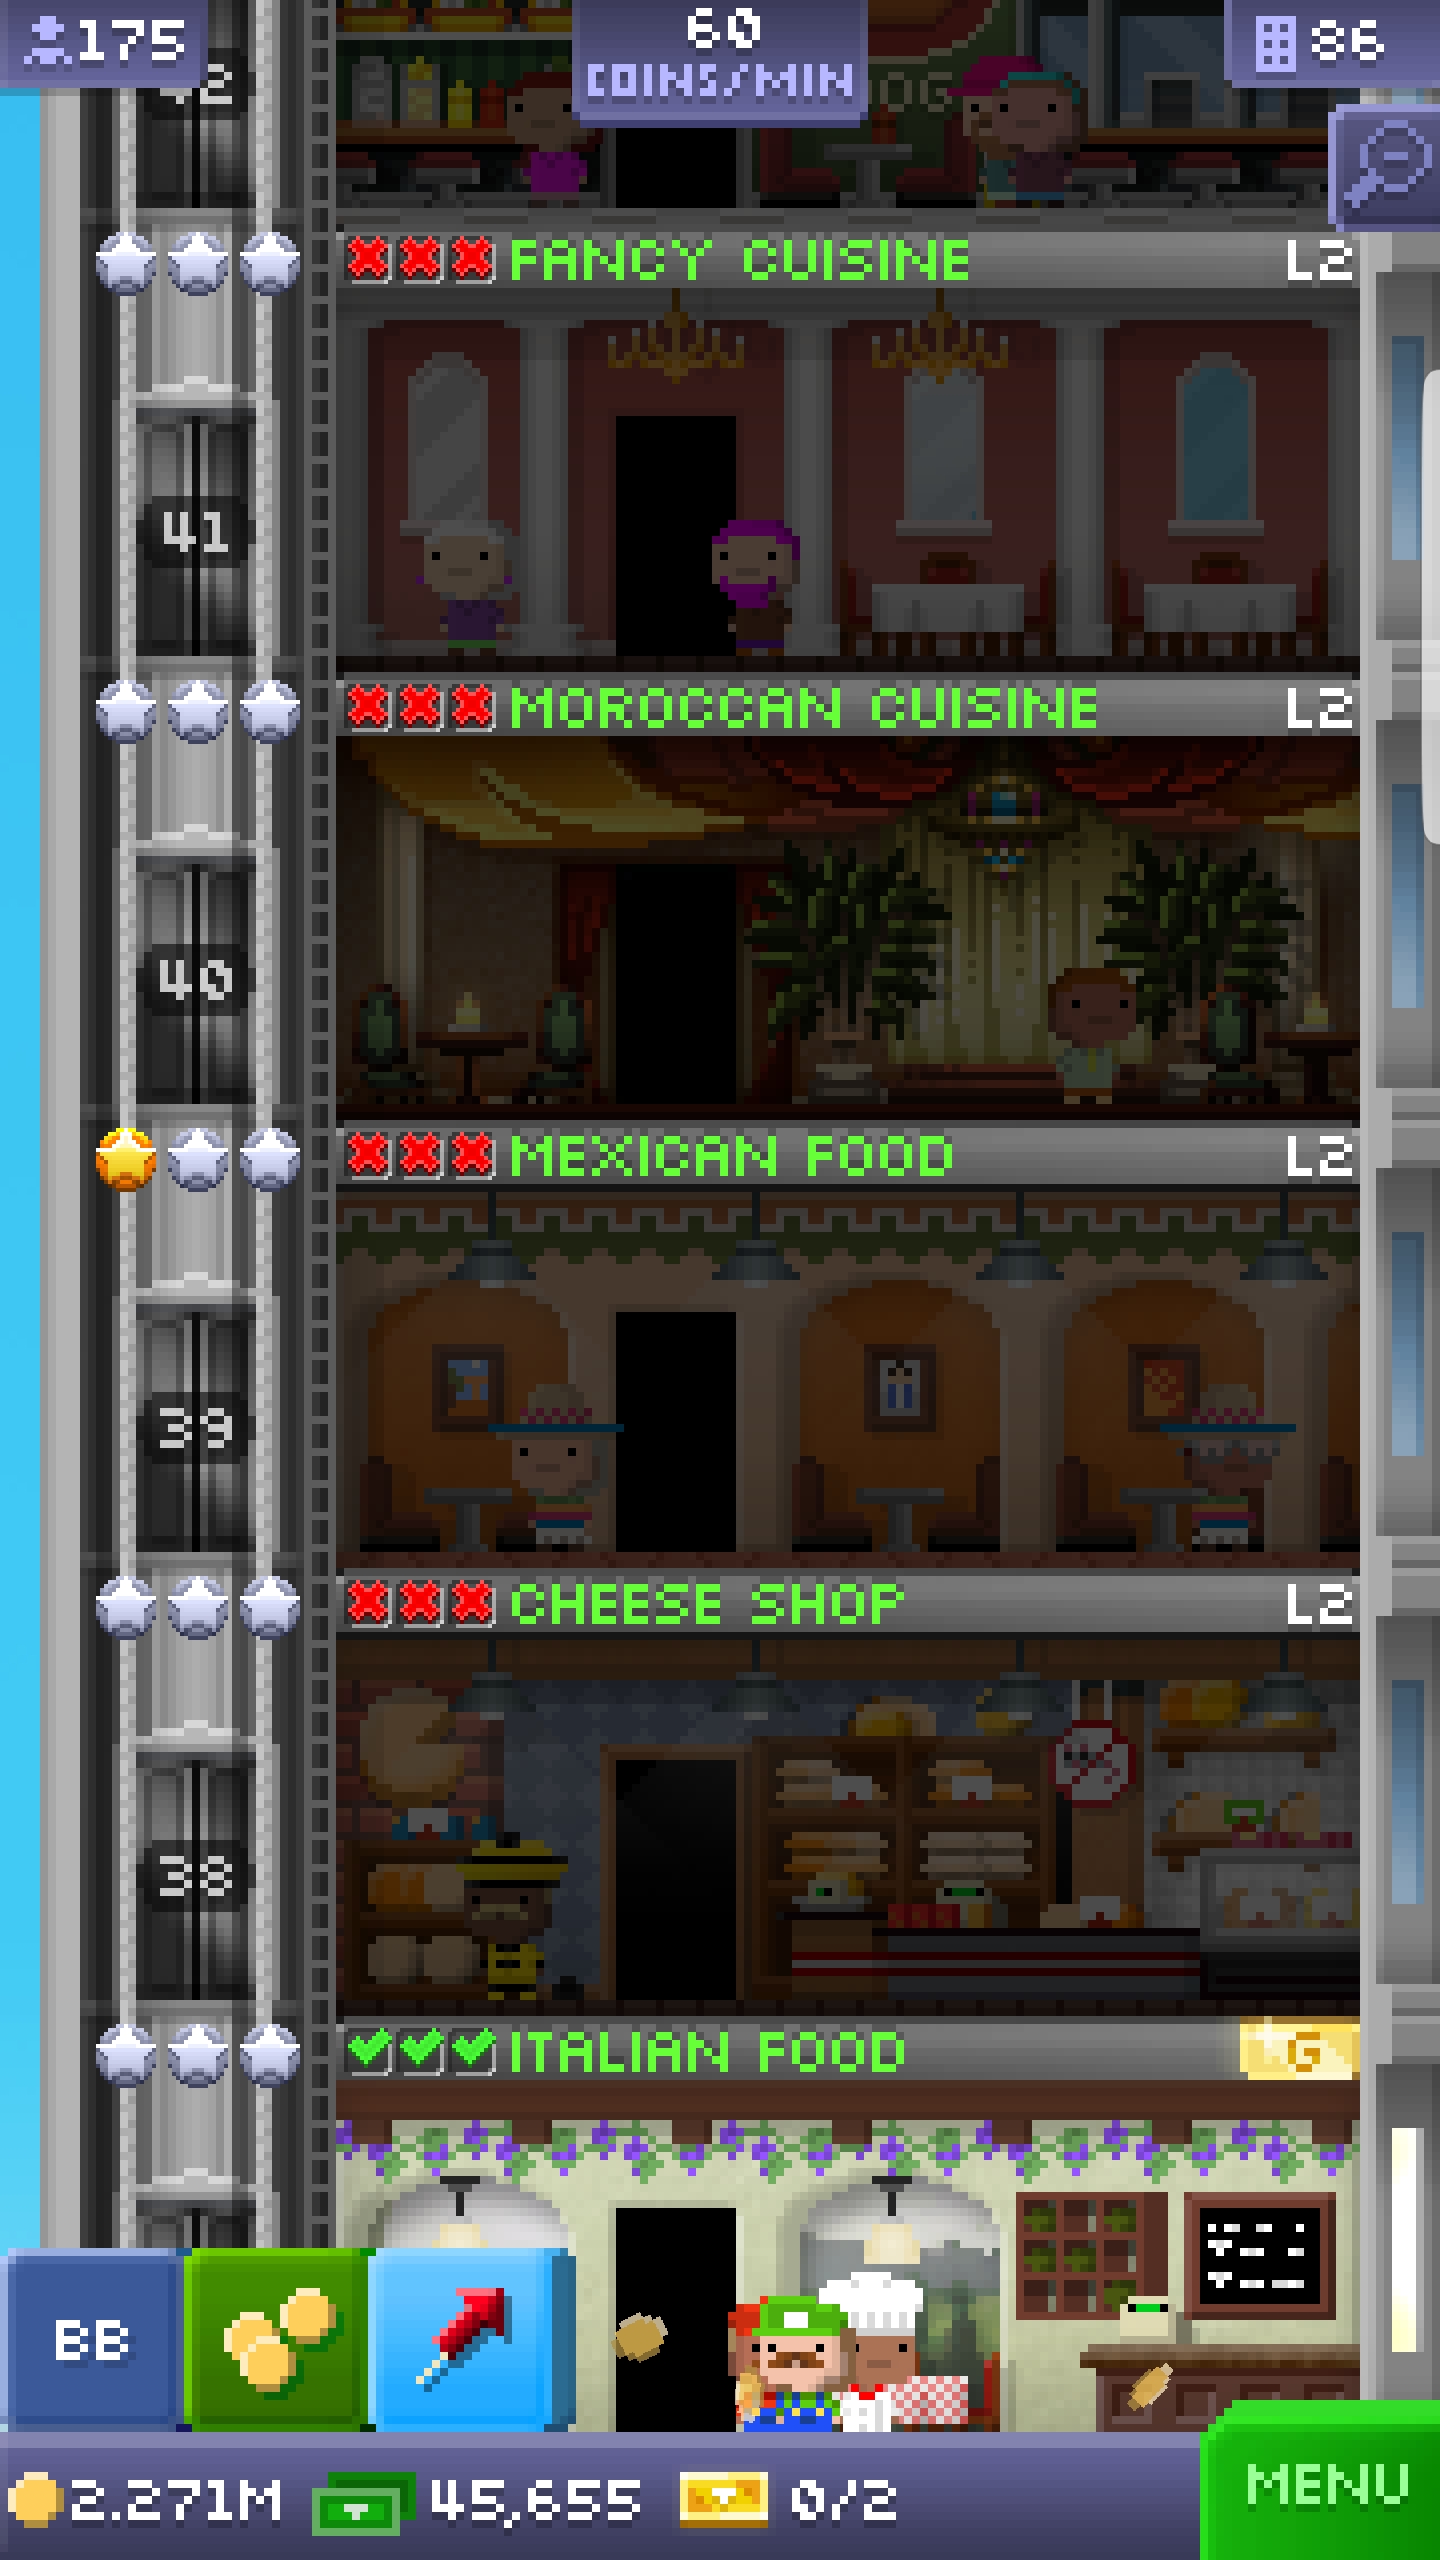 175
60
COINS/MIN
86
FANCY CUISINE
L2
41
MOROCCAN CUISINE
L2
40
MEXICAN FOOD
L2
39
CHEESE SHOP
L2
38
ITALIAN FOOD
G
BB
2.271M
45,655
0/2
MENU